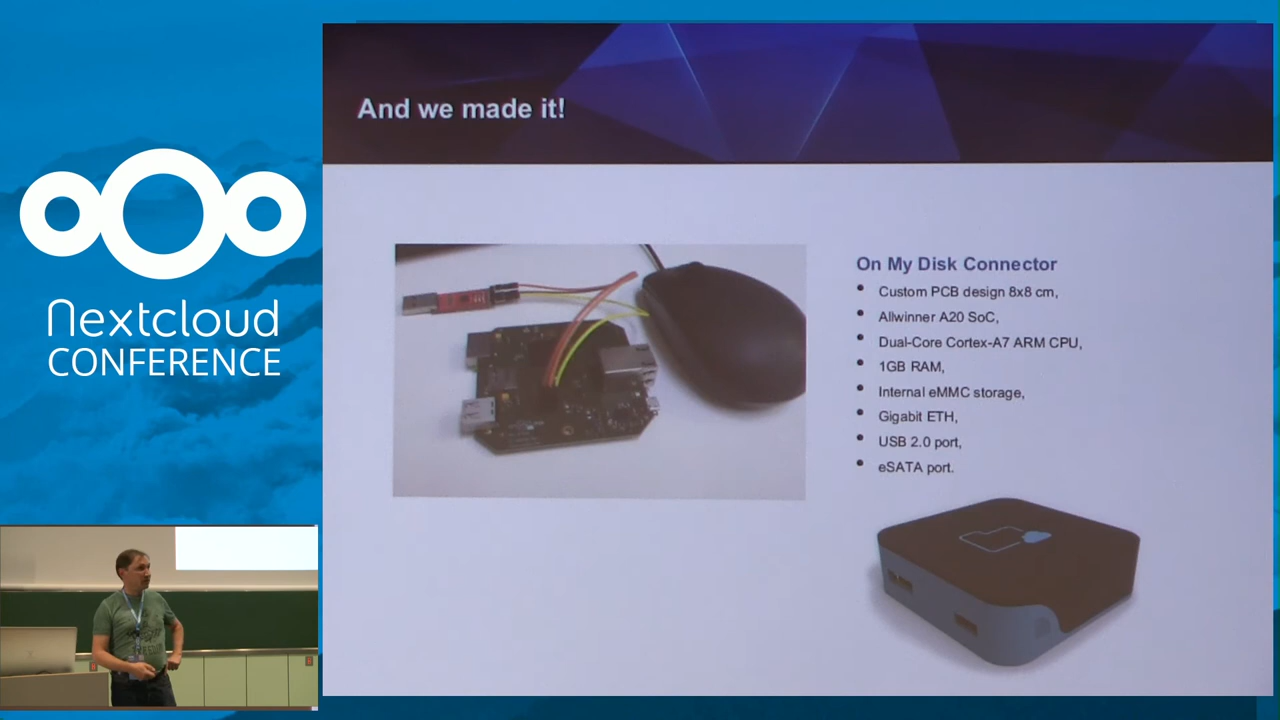 Nextcloud
CONFERENCE
And we made it!
On My Disk Connector
• Custom PCB design 8x8 cm,
• Allwinner A20 SoC,
• Dual-Core Cortex-A7 ARM CPU,
• 1GB RAM,
• Internal eMMC storage,
• Gigabit ETH,
• USB 2.0 port,
• eSATA port.